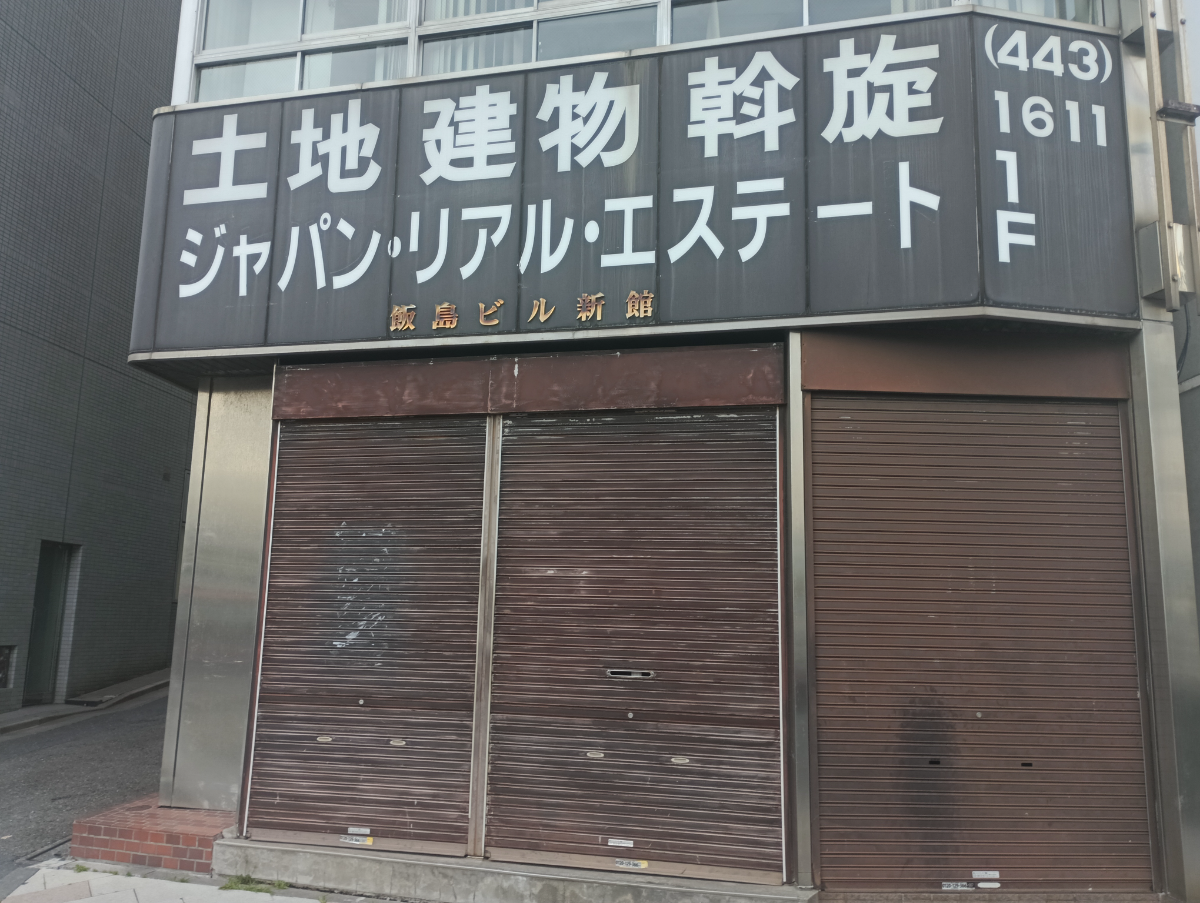 土地 建物 斡旋
ジャパン・リアル・エステート
飯島ビル新館
(443)
1611
1F